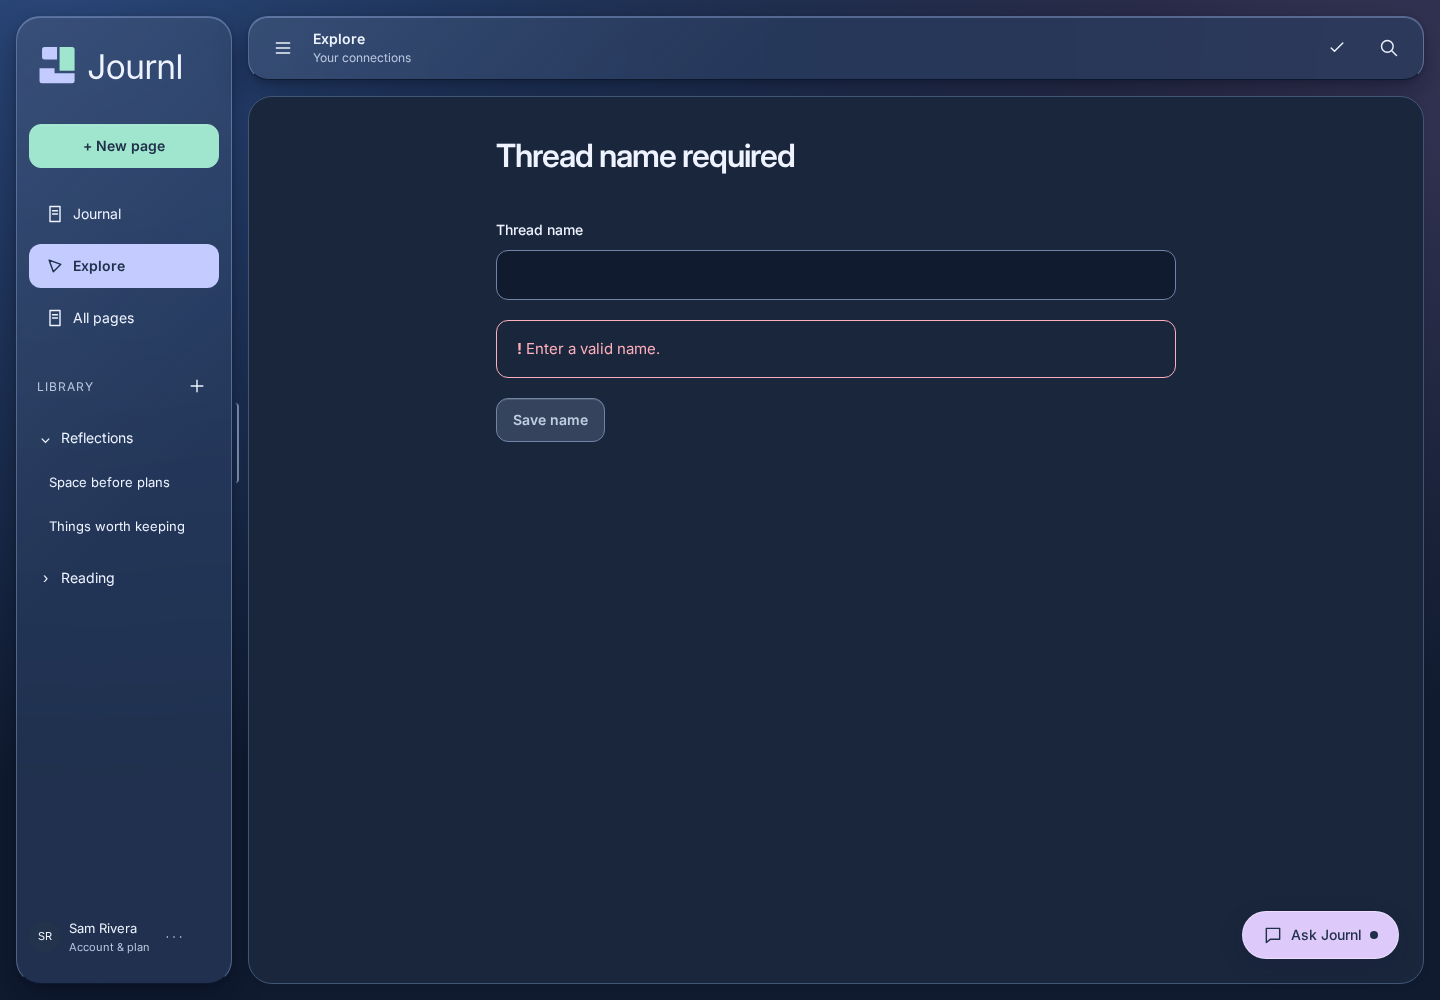 Journl
+ New page
Journal
Explore
All pages
LIBRARY
Reflections
Space before plans
Things worth keeping
Reading
SR
Sam Rivera
Account & plan
...
Explore
Your connections
Thread name required
Thread name
! Enter a valid name.
Save name
Ask Journl